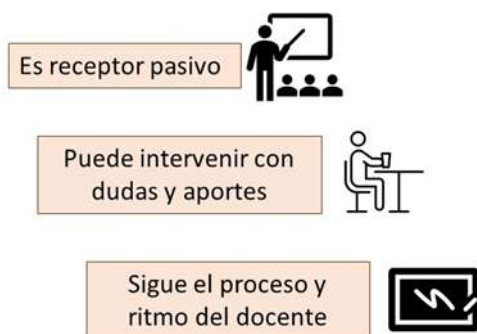 Es receptor pasivo
Puede intervenir con
dudas y aportes
Sigue el proceso y
ritmo del docente